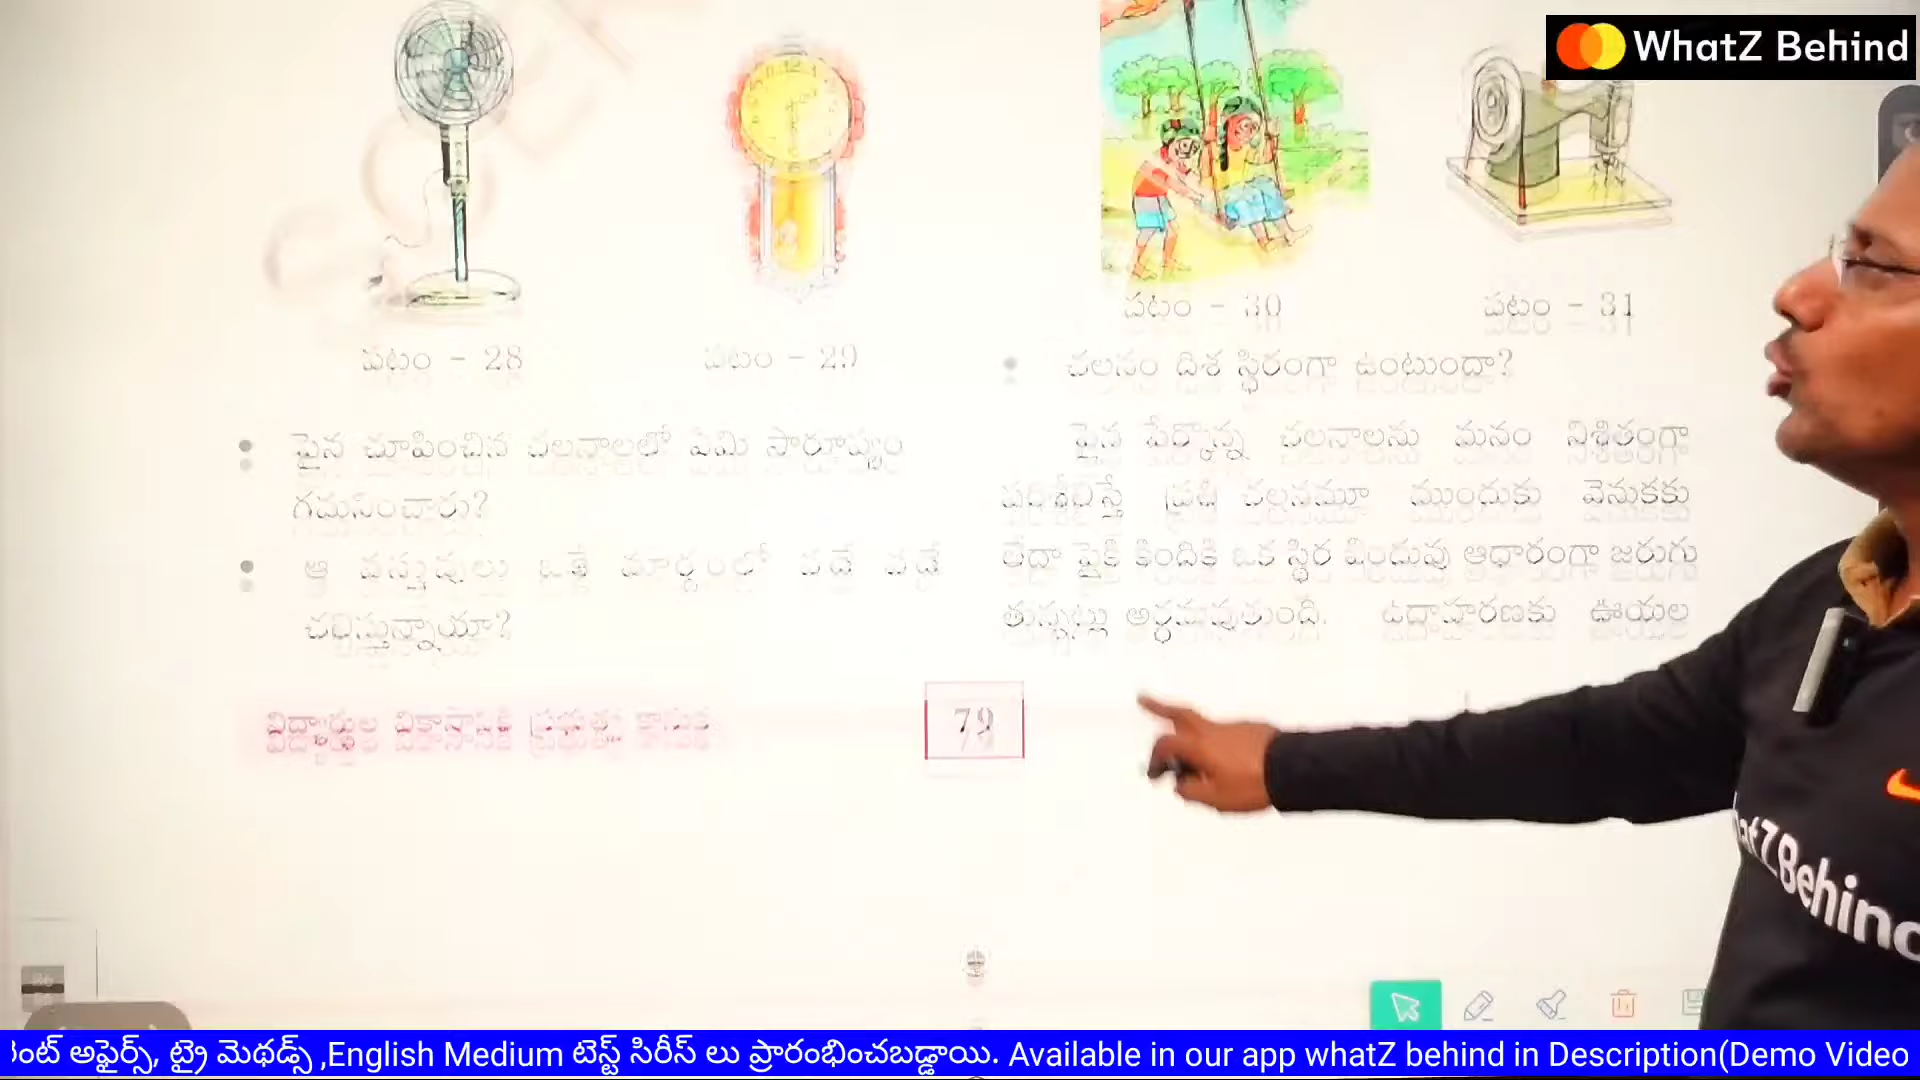 WhatZ Behind
పటం - 28
పటం - 29
పటం - 30
పటం - 31
పైన చూపించిన చలనాలలో ఏమి సారూప్యం
గమనించారు?
ఆ వస్తువులు ఒకే మార్గంలో పదే పదే
చలిస్తున్నాయా?
చలనం దిశ స్థిరంగా ఉంటుందా?
పైన పేర్కొన్న చలనాలను మనం నిశితంగా
పరిశీలిస్తే ప్రతి చలనమూ ముందుకు వెనుకకు
లేదా పైకి కిందికి ఒక స్థిర బిందువు ఆధారంగా జరుగు
తున్నట్లు అర్థమవుతుంది. ఉదాహరణకు ఊయల
విద్యార్థుల వికాసానికి ప్రభుత్వ కానుక
79
Behind
ంట్ అఫైర్స్, ట్రై మెథడ్స్ ,English Medium టెస్ట్ సిరీస్ లు ప్రారంభించబడ్డాయి. Available in our app whatZ behind in Description(Demo Video